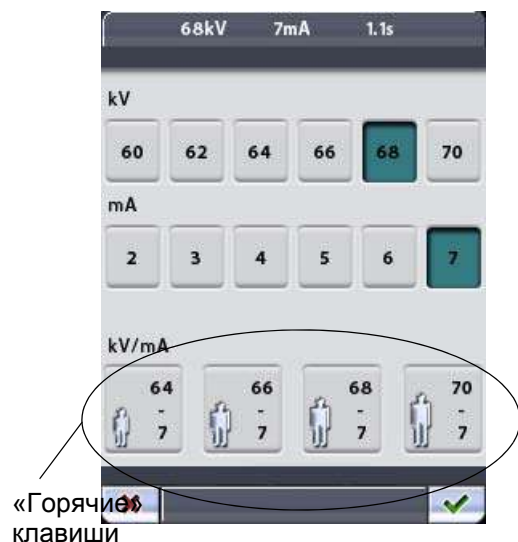 68kV 7mA 1.1s
kV
60 62 64 66 68 70
mA
2 3 4 5 6 7
kV/mA
64 66 68 70
- - - -
7 7 7 7
«Горячие»
клавиши